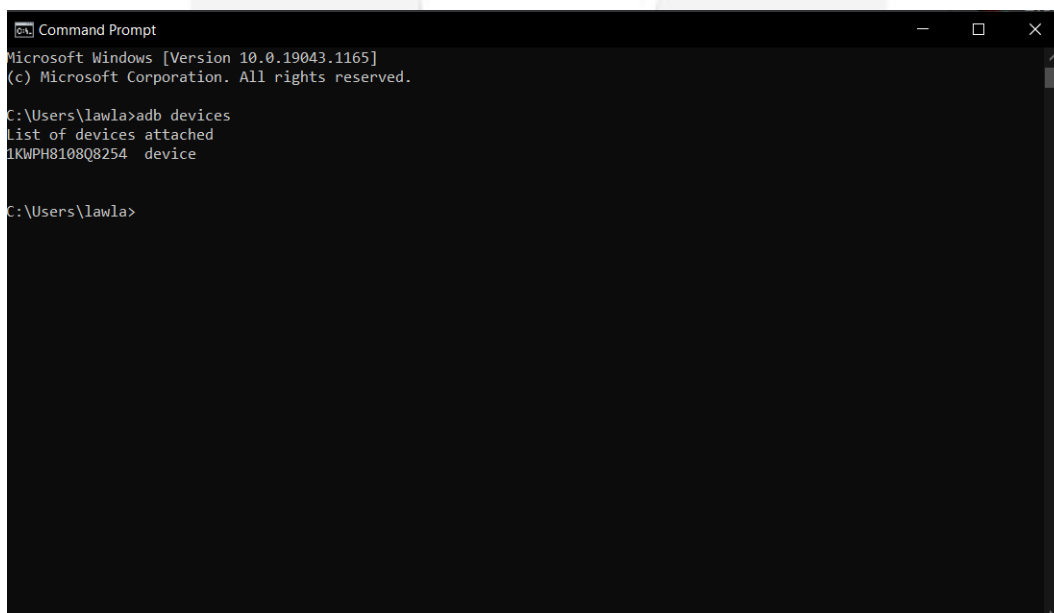 Command Prompt
Microsoft Windows [Version 10.0.19043.1165]
(c) Microsoft Corporation. All rights reserved.
C:\Users\lawla>adb devices
List of devices attached
1KWPH8108Q8254  device
C:\Users\lawla>